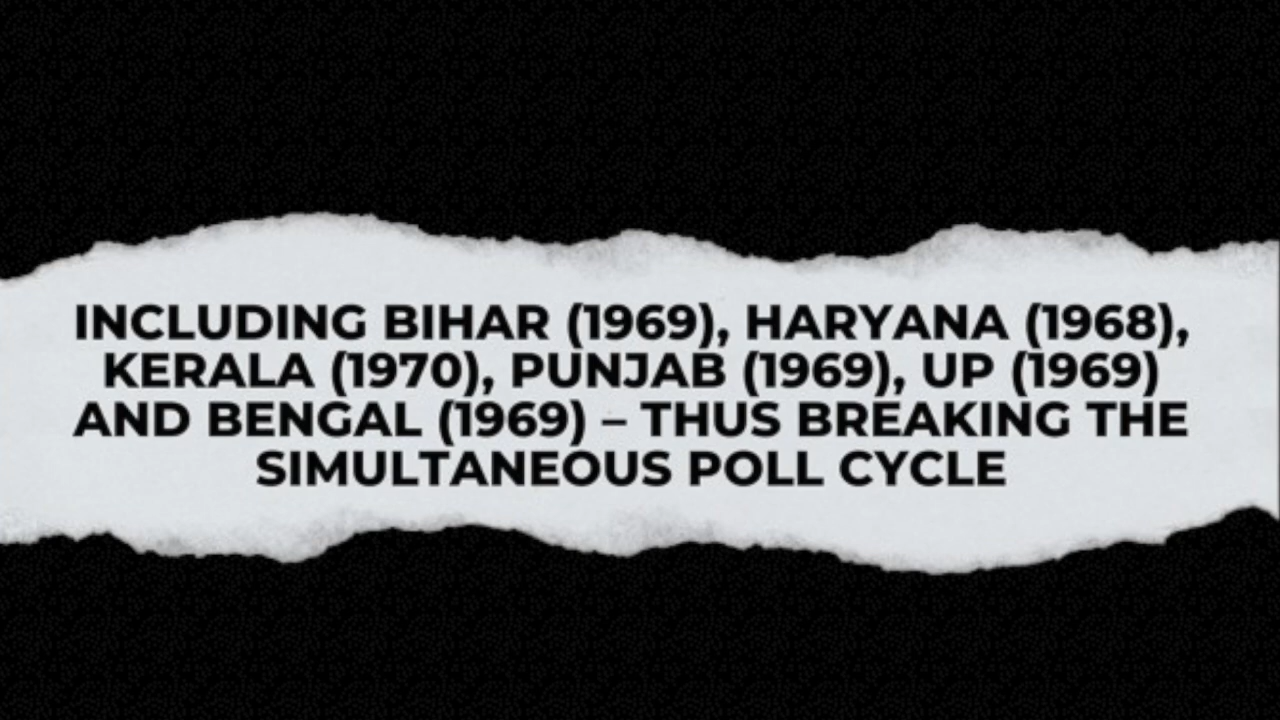 INCLUDING BIHAR (1969), HARYANA (1968),
KERALA (1970), PUNJAB (1969), UP (1969)
AND BENGAL (1969) – THUS BREAKING THE
SIMULTANEOUS POLL CYCLE